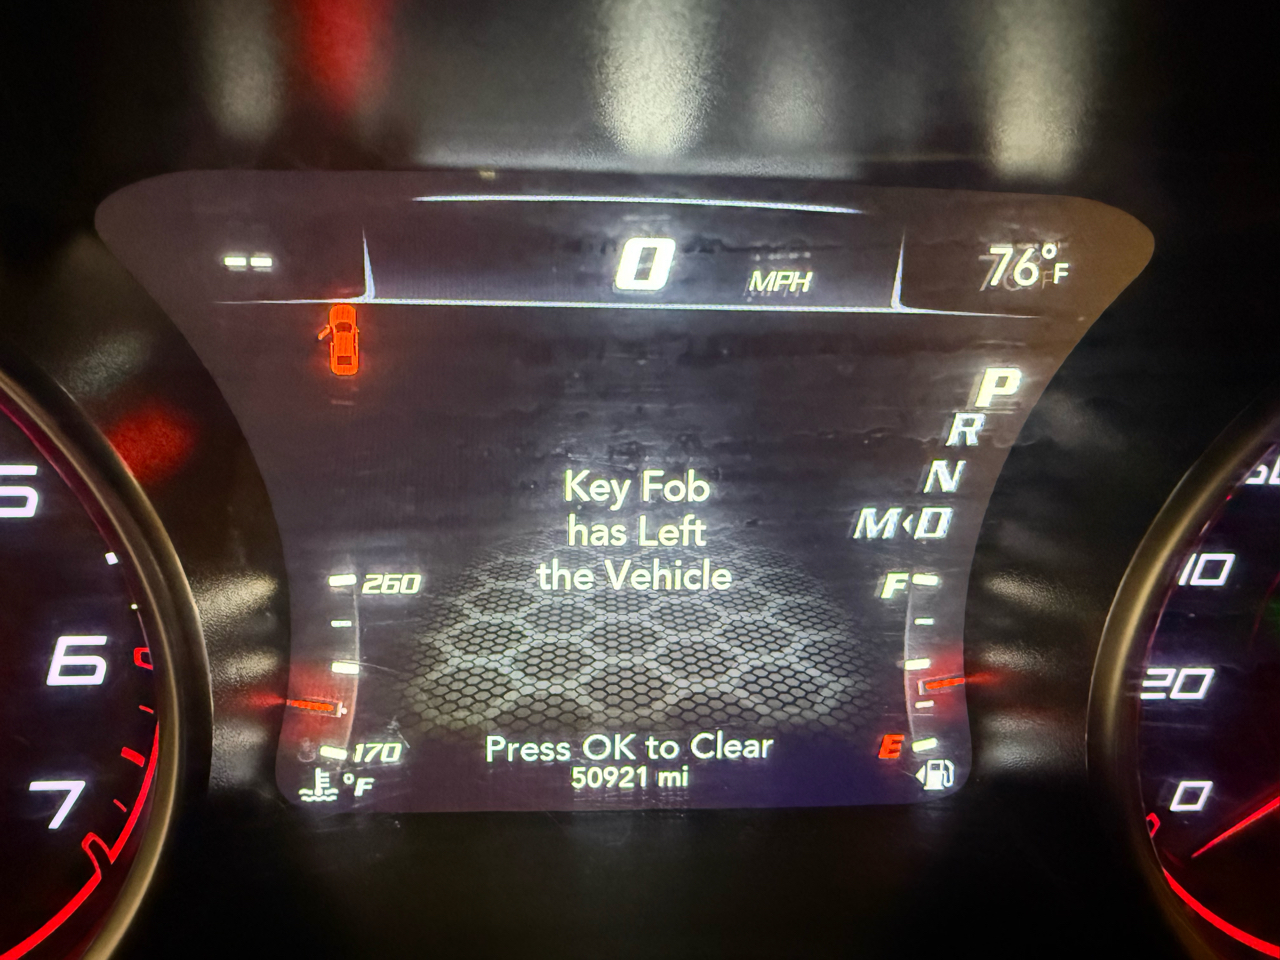 --
0 MPH
76°F
P
R
N
M D
Key Fob
has Left
the Vehicle
260
F
5
6
7
10
20
0
170
°F
E
Press OK to Clear
50921 mi